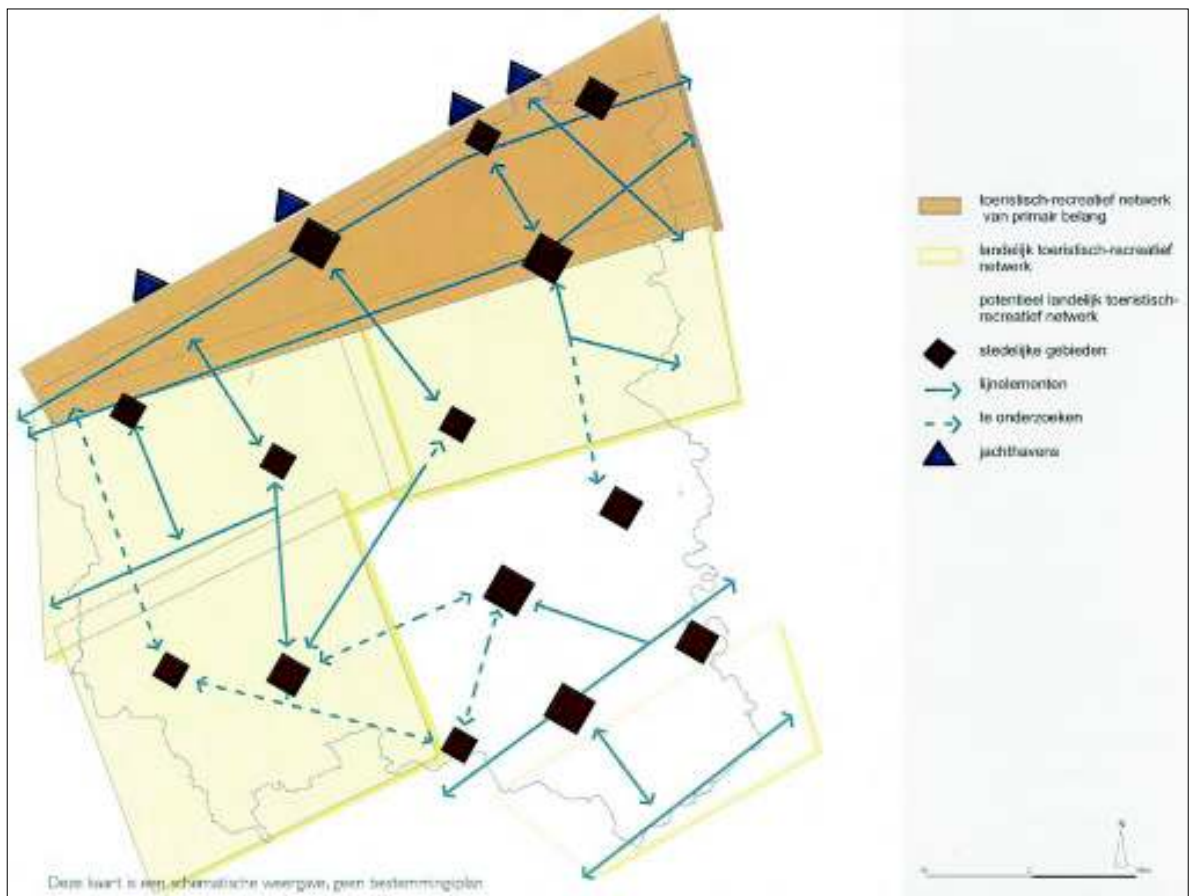 toeristisch-recreatief netwerk
van primair belang
landelijk toeristisch-recreatief
netwerk
potentieel landelijk toeristisch-
recreatief netwerk
stedelijke gebieden
lijnelementen
te onderzoeken
jachthavens
N
Deze kaart is een schematische weergave, geen bestemmingsplan